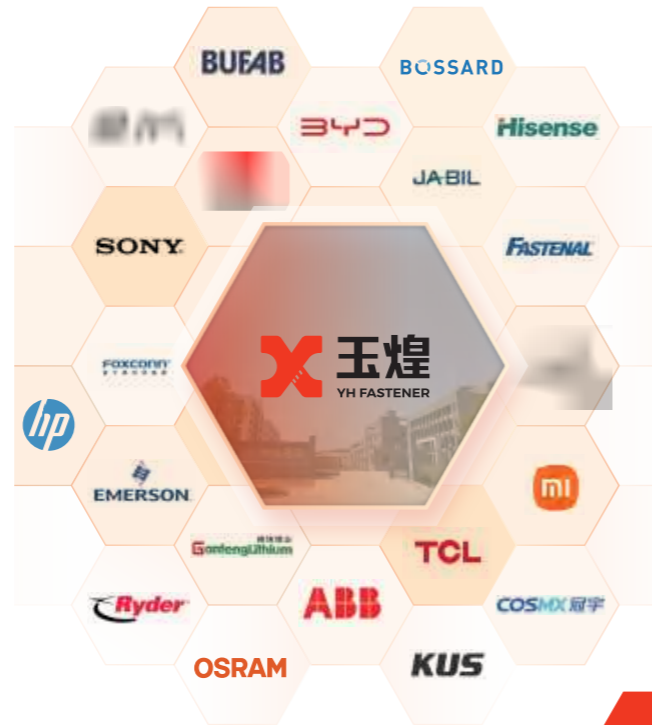 BUFAB
BOSSARD
BYD
Hisense
JABIL
SONY
FASTENAL
玉煌
YH FASTENER
FOXCONN
hp
EMERSON
mi
GanfengLithium
TCL
Ryder
ABB
COSMX 冠宇
OSRAM
KUS